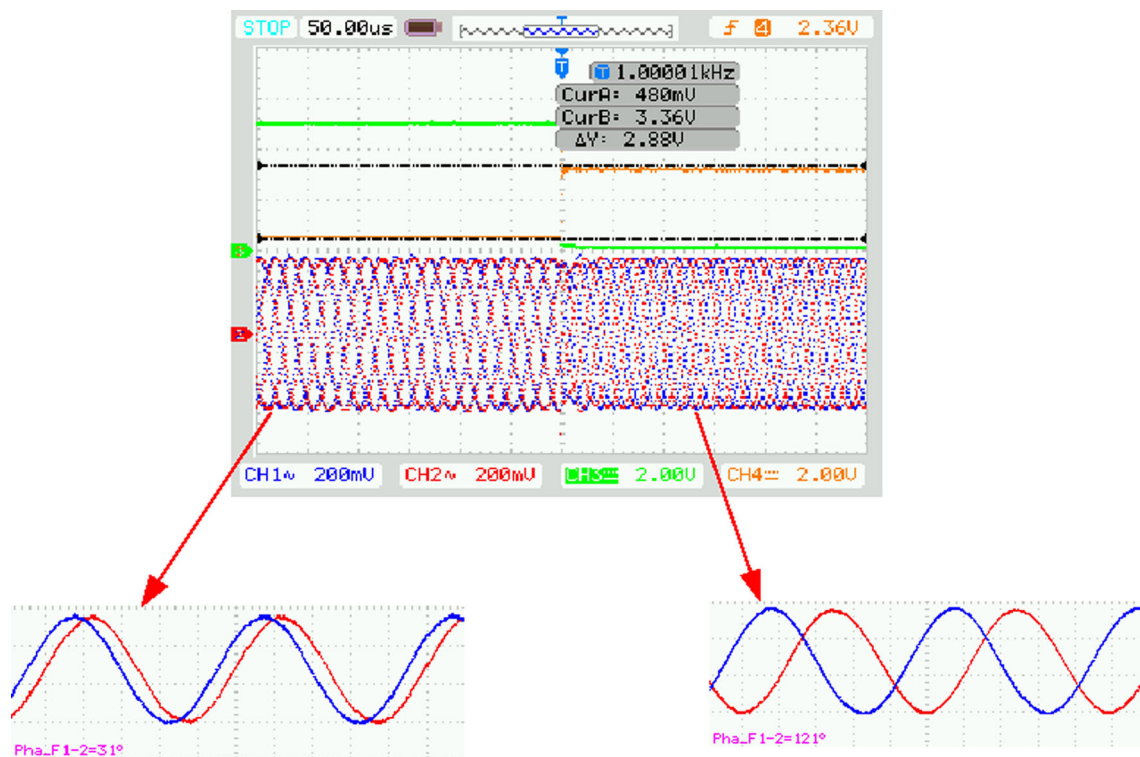 STOP 50.00us T 4 2.36V
T
T 1.00001kHz
CurA: 480mV
CurB: 3.36V
ΔY: 2.88V
CH1∿ 200mV CH2∿ 200mV CH3⎓ 2.00V CH4⎓ 2.00V
Pha_F1-2=31°
Pha_F1-2=121°